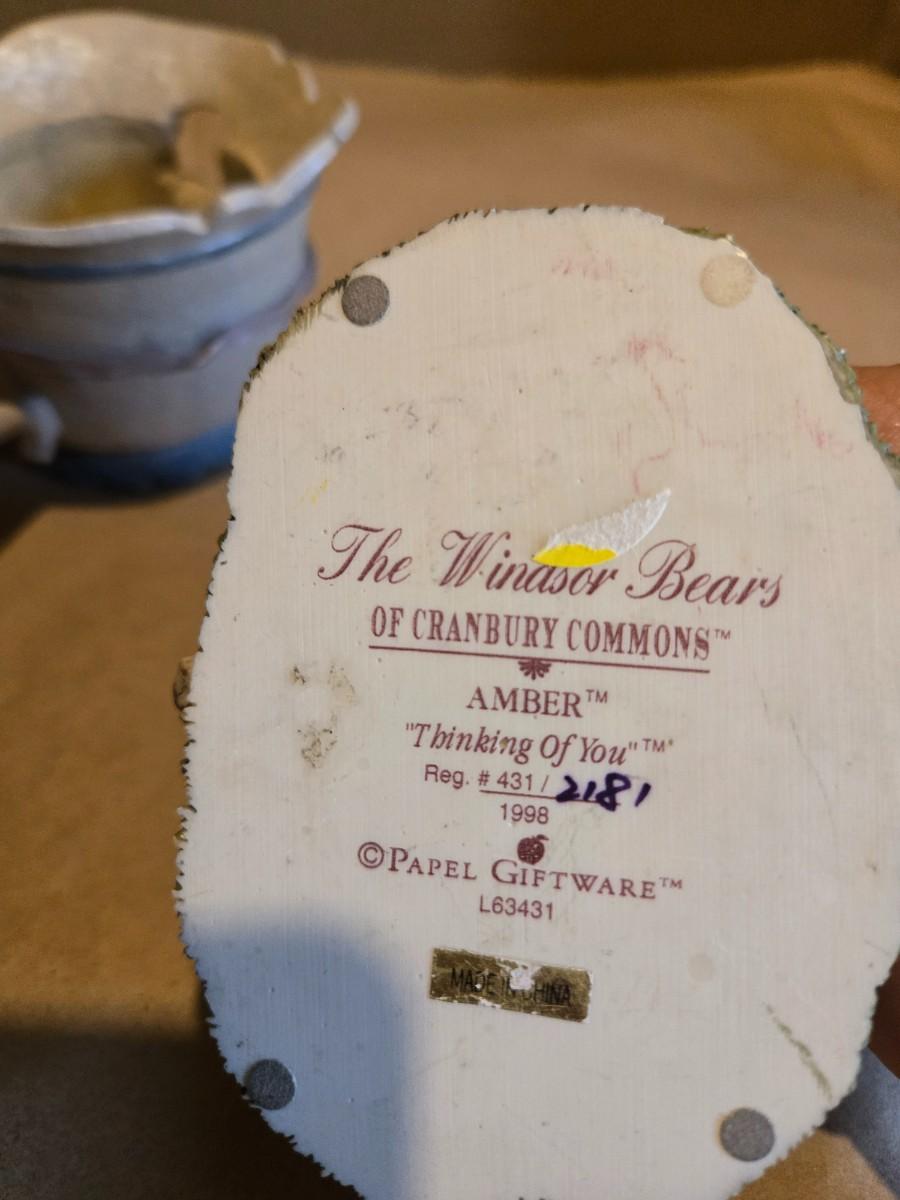 The Windsor Bears
OF CRANBURY COMMONS™
AMBER™
"Thinking Of You"™
Reg. # 431 / 2181
1998
©PAPEL GIFTWARE™
L63431
MADE IN CHINA